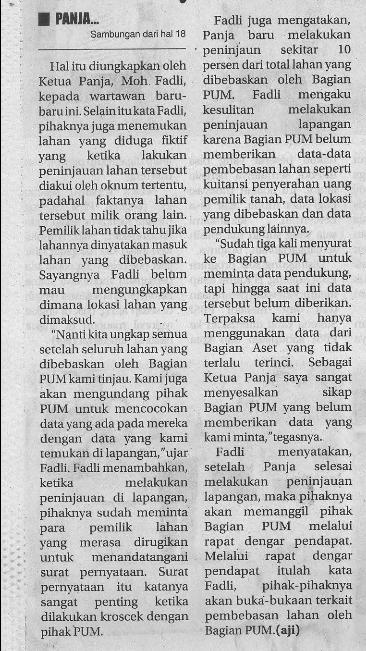 ■ PANJA...
Sambungan dari hal 18
Hal itu diungkapkan oleh
Ketua Panja, Moh. Fadli,
kepada wartawan baru-
baru ini. Selain itu kata Fadli,
pihaknya juga menemukan
lahan yang diduga fiktif
yang ketika lakukan
peninjauan lahan tersebut
diakui oleh oknum tertentu,
padahal faktanya lahan
tersebut milik orang lain.
Pemilik lahan tidak tahu jika
lahannya dinyatakan masuk
lahan yang dibebaskan.
Sayangnya Fadli belum
mau mengungkapkan
dimana lokasi lahan yang
dimaksud.
"Nanti kita ungkap semua
setelah seluruh lahan yang
dibebaskan oleh Bagian
PUM kami tinjau. Kami juga
akan mengundang pihak
PUM untuk mencocokan
data yang ada pada mereka
dengan data yang kami
temukan di lapangan,"ujar
Fadli. Fadli menambahkan,
ketika melakukan
peninjauan di lapangan,
pihaknya sudah meminta
para pemilik lahan
yang merasa dirugikan
untuk menandatangani
surat pernyataan. Surat
pernyataan itu katanya
sangat penting ketika
dilakukan kroscek dengan
pihak PUM.
Fadli juga mengatakan,
Panja baru melakukan
peninjaun sekitar 10
persen dari total lahan yang
dibebaskan oleh Bagian
PUM. Fadli mengaku
kesulitan melakukan
peninjauan lapangan
karena Bagian PUM belum
memberikan data-data
pembebasan lahan seperti
kuitansi penyerahan uang
pemilik tanah, data lokasi
yang dibebaskan dan data
pendukung lainnya.
"Sudah tiga kali menyurat
ke Bagian PUM untuk
meminta data pendukung,
tapi hingga saat ini data
tersebut belum diberikan.
Terpaksa kami hanya
menggunakan data dari
Bagian Aset yang tidak
terlalu terinci. Sebagai
Ketua Panja saya sangat
menyesalkan sikap
Bagian PUM yang belum
memberikan data yang
kami minta,"tegasnya.
Fadli menyatakan,
setelah Panja selesai
melakukan peninjauan
lapangan, maka pihaknya
akan memanggil pihak
Bagian PUM melalui
rapat dengar pendapat.
Melalui rapat dengar
pendapat itulah kata
Fadli, pihak-pihaknya
akan buka-bukaan terkait
pembebasan lahan oleh
Bagian PUM.(aji)